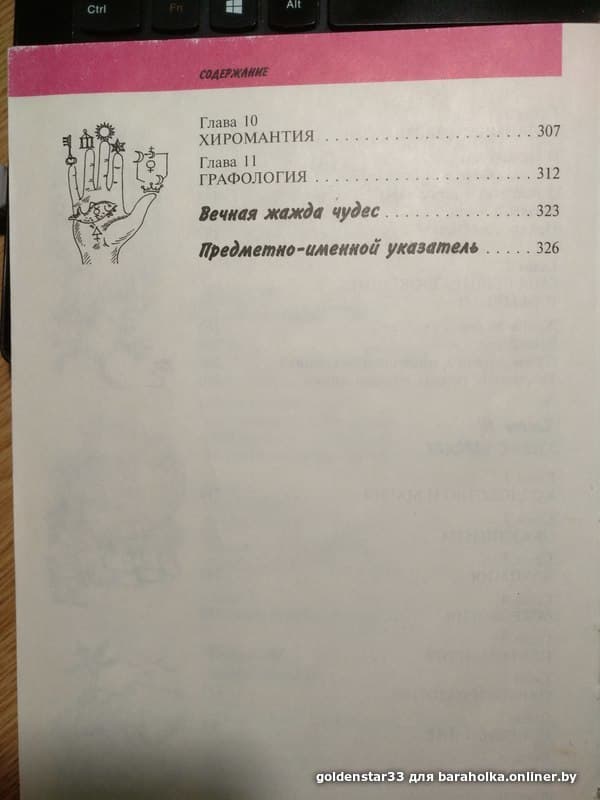 Ctrl
Fn
Alt
СОДЕРЖАНИЕ
Глава 10
ХИРОМАНТИЯ . . . . . . . . . . . . . . . . . . . . . . 307
Глава 11
ГРАФОЛОГИЯ . . . . . . . . . . . . . . . . . . . . . . 312
Вечная жажда чудес . . . . . . . . . . . . . . . 323
Предметно-именной указатель . . . . . 326
goldenstar33 для baraholka.onliner.by